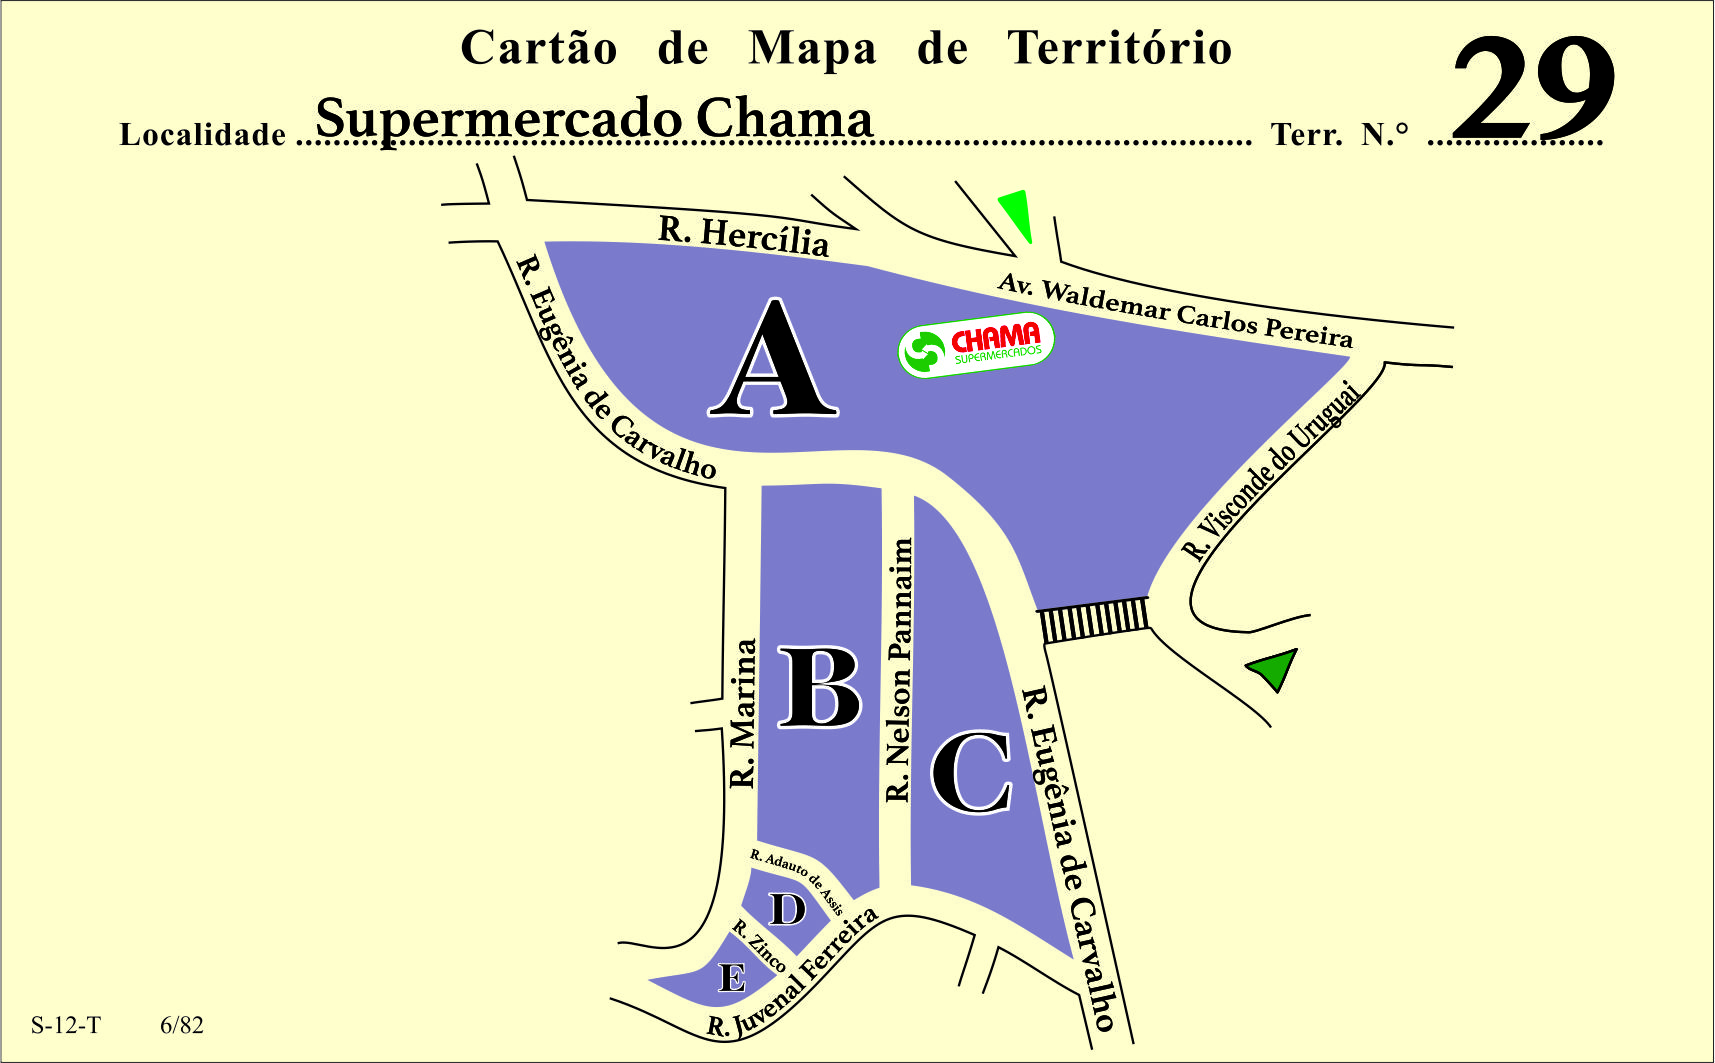 Cartão de Mapa de Território
Localidade Supermercado Chama Terr. N.° 29
R. Hercília
Av. Waldemar Carlos Pereira
R. Eugênia de Carvalho
A
CHAMA
SUPERMERCADOS
R. Visconde do Uruguai
R. Marina
B
R. Nelson Pannaim
C
R. Eugênia de Carvalho
R. Adauto de Assis
D
R. Zinco
E
R. Juvenal Ferreira
S-12-T 6/82